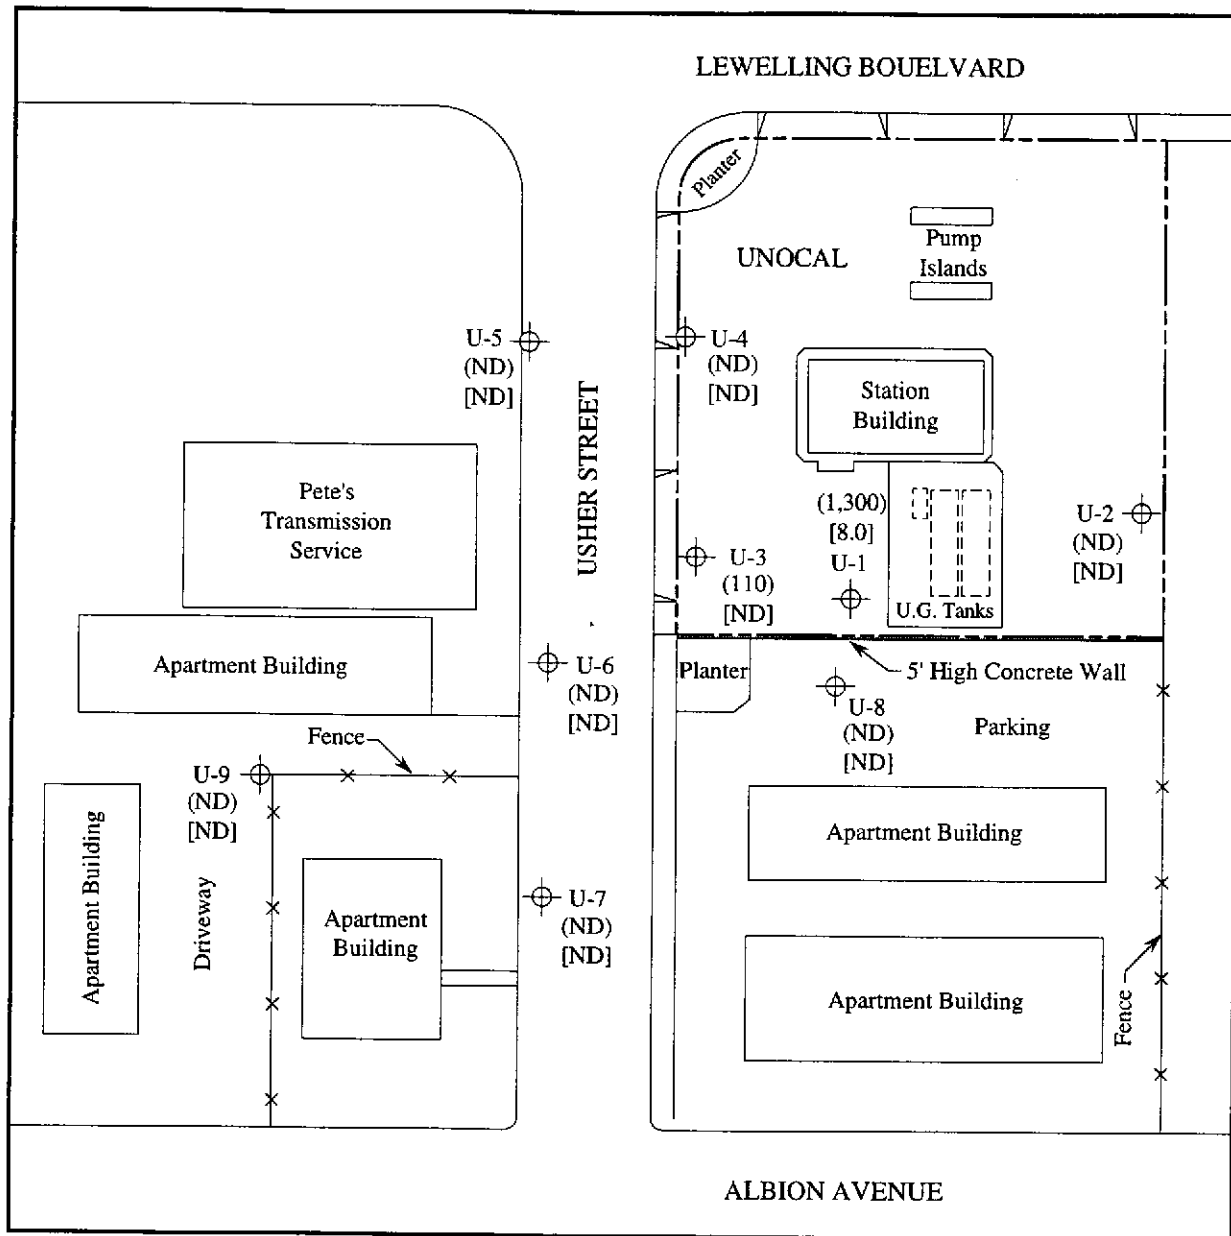 LEWELLING BOUELVARD
Planter
UNOCAL
Pump
Islands
U-5
(ND)
[ND]
U-4
(ND)
[ND]
USHER STREET
Station
Building
Pete's
Transmission
Service
(1,300)
[8.0]
U-1
U-2
(ND)
[ND]
U-3
(110)
[ND]
U.G. Tanks
Apartment Building
U-6
(ND)
[ND]
Planter
5' High Concrete Wall
U-8
(ND)
[ND]
Parking
Fence
U-9
(ND)
[ND]
Apartment Building
Driveway
Apartment
Building
U-7
(ND)
[ND]
Apartment Building
Apartment Building
Fence
ALBION AVENUE